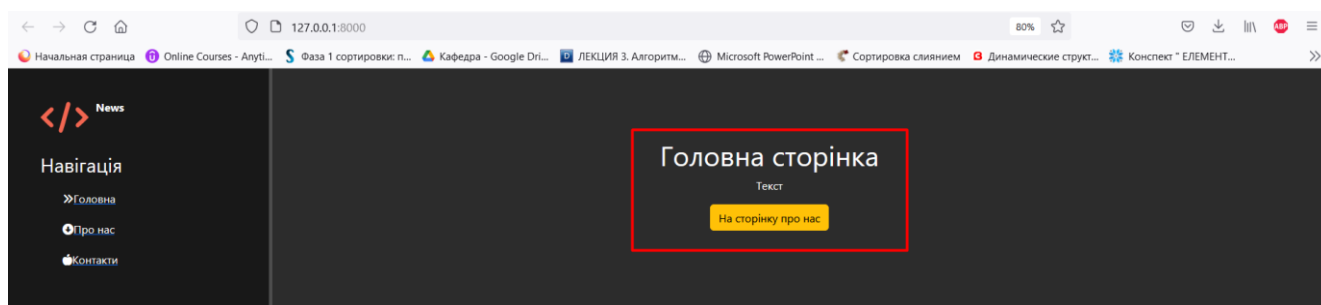 127.0.0.1:8000
80%
Начальная страница Online Courses - Anyti... Фаза 1 сортировки: п... Кафедра - Google Dri... ЛЕКЦИЯ 3. Алгоритм... Microsoft PowerPoint ... Сортировка слиянием Динамические структ... Конспект " ЕЛЕМЕНТ...
ABP
</> News
Навігація
Головна
Про нас
Контакти
Головна сторінка
Текст
На сторінку про нас